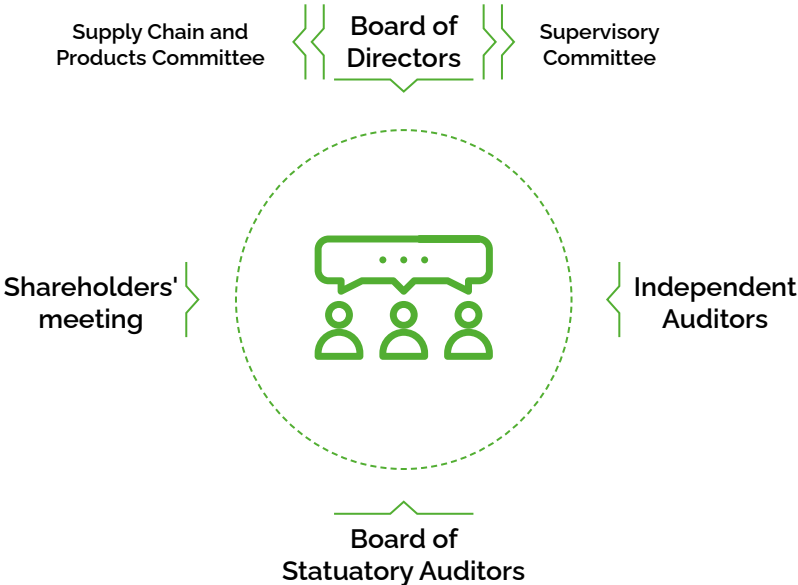 Supply Chain and
Products Committee
Board of
Directors
Supervisory
Committee
Shareholders'
meeting
Independent
Auditors
Board of
Statuatory Auditors